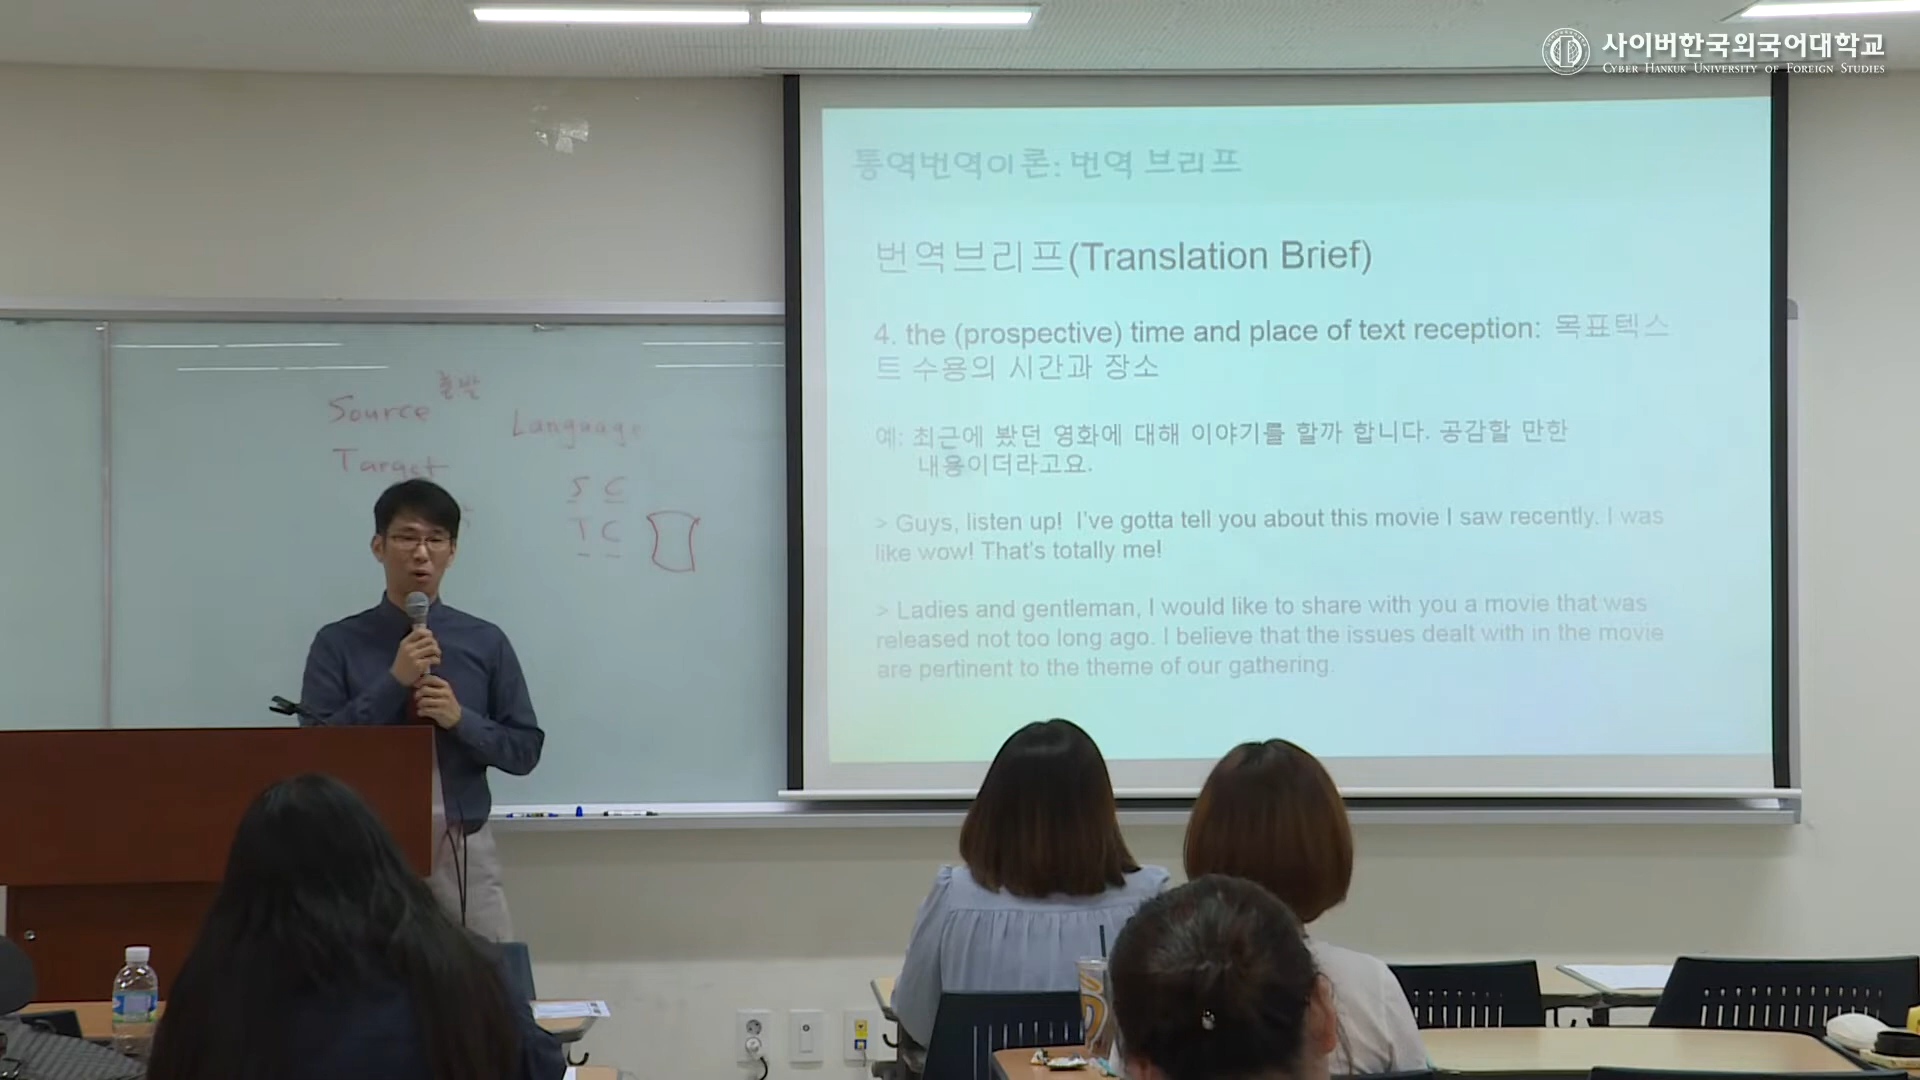 사이버한국외국어대학교
CYBER HANKUK UNIVERSITY OF FOREIGN STUDIES
통역번역이론: 번역 브리프
번역브리프(Translation Brief)
4. the (prospective) time and place of text reception: 목표텍스
트 수용의 시간과 장소
예: 최근에 봤던 영화에 대해 이야기를 할까 합니다. 공감할 만한
내용이더라고요.
> Guys, listen up! I've gotta tell you about this movie I saw recently. I was
like wow! That's totally me!
> Ladies and gentleman, I would like to share with you a movie that was
released not too long ago. I believe that the issues dealt with in the movie
are pertinent to the theme of our gathering.
Source 출발 Language
Target
S C
T C